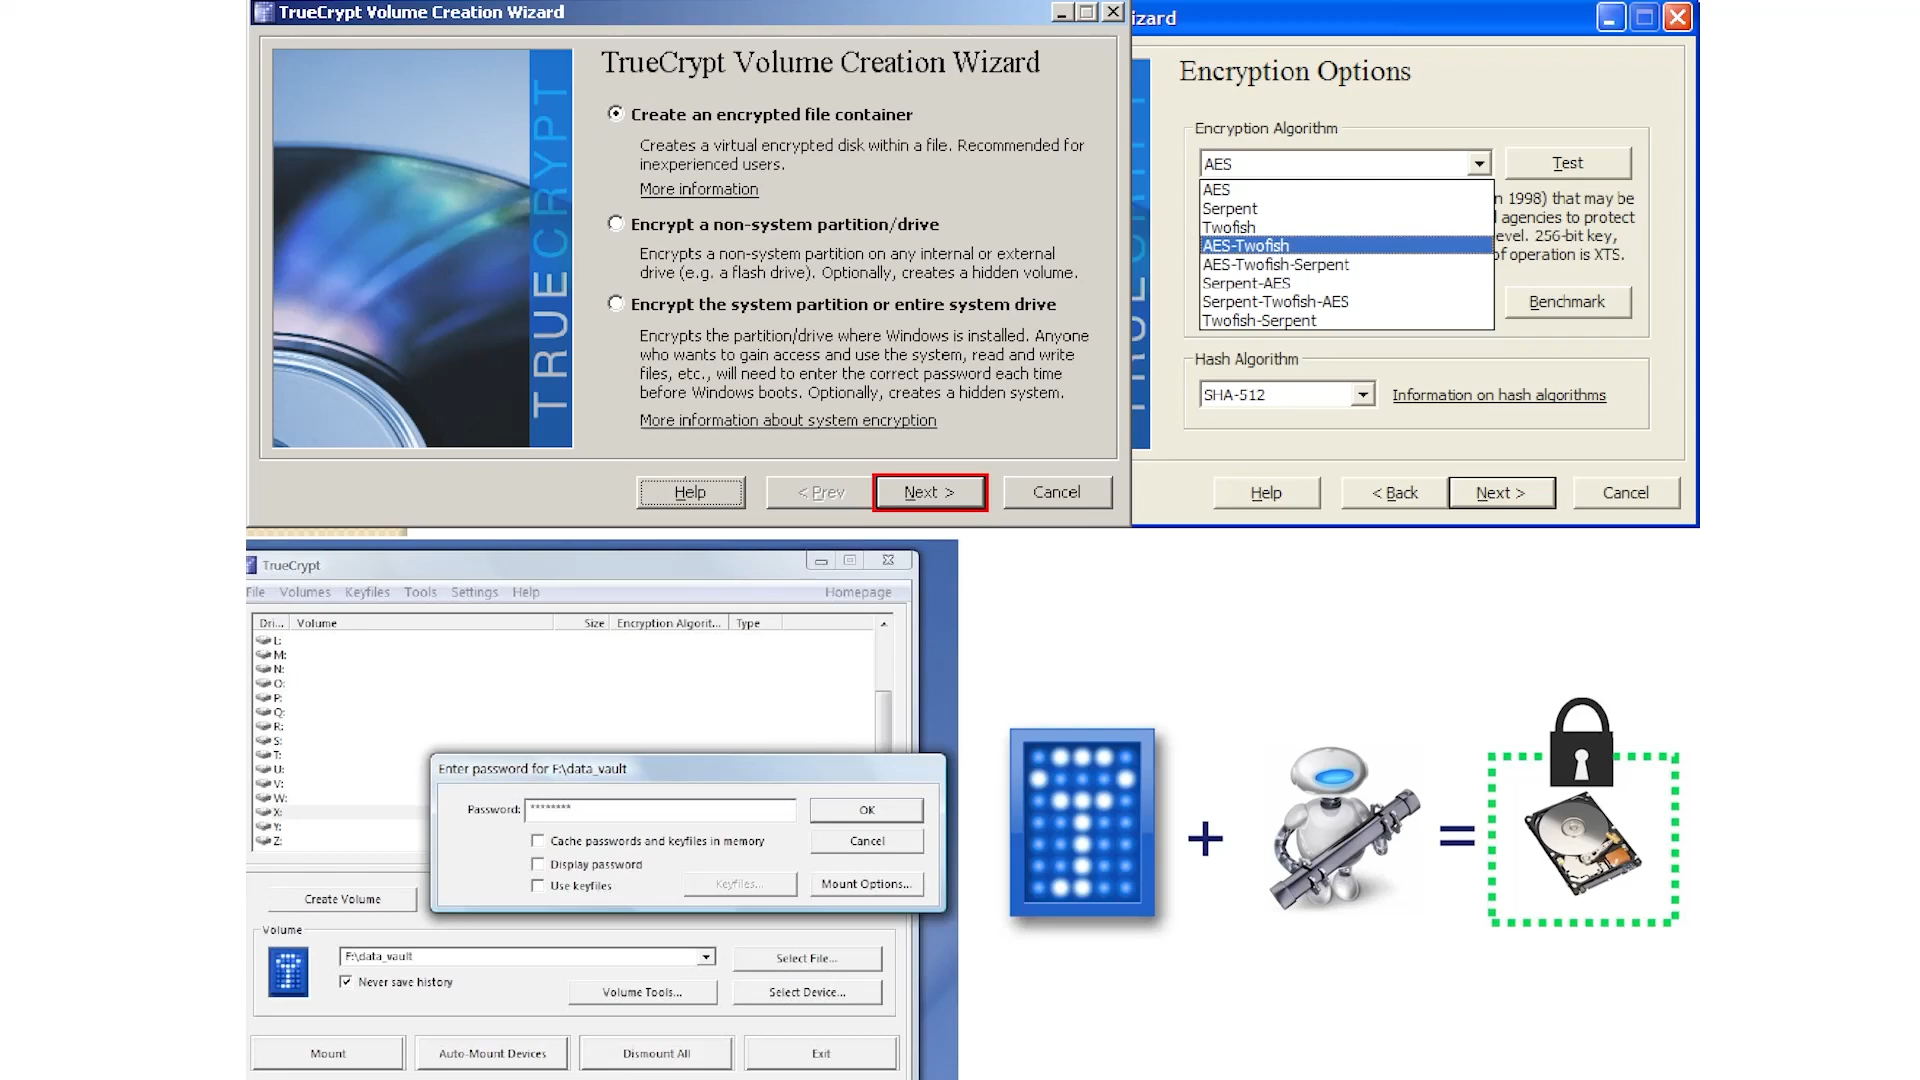 TrueCrypt Volume Creation Wizard
TrueCrypt Volume Creation Wizard
TRUECRYPT
Create an encrypted file container
Creates a virtual encrypted disk within a file. Recommended for
inexperienced users.
More information
Encrypt a non-system partition/drive
Encrypts a non-system partition on any internal or external
drive (e.g. a flash drive). Optionally, creates a hidden volume.
Encrypt the system partition or entire system drive
Encrypts the partition/drive where Windows is installed. Anyone
who wants to gain access and use the system, read and write
files, etc., will need to enter the correct password each time
before Windows boots. Optionally, creates a hidden system.
More information about system encryption
Help
< Prev
Next >
Cancel
izard
Encryption Options
Encryption Algorithm
AES
Test
AES
Serpent
Twofish
AES-Twofish
AES-Twofish-Serpent
Serpent-AES
Serpent-Twofish-AES
Twofish-Serpent
n 1998) that may be
agencies to protect
evel. 256-bit key,
of operation is XTS.
Benchmark
Hash Algorithm
SHA-512
Information on hash algorithms
Help
< Back
Next >
Cancel
TrueCrypt
File Volumes Keyfiles Tools Settings Help Homepage
Dri... Volume Size Encryption Algorit... Type
L:
M:
N:
O:
P:
Q:
R:
S:
T:
U:
V:
W:
X:
Y:
Z:
Enter password for F:\data_vault
Password: ********
OK
Cache passwords and keyfiles in memory
Cancel
Display password
Use keyfiles
Keyfiles...
Mount Options...
Create Volume
Volume
F:\data_vault
Select File...
Never save history
Volume Tools...
Select Device...
Mount
Auto-Mount Devices
Dismount All
Exit
+
=